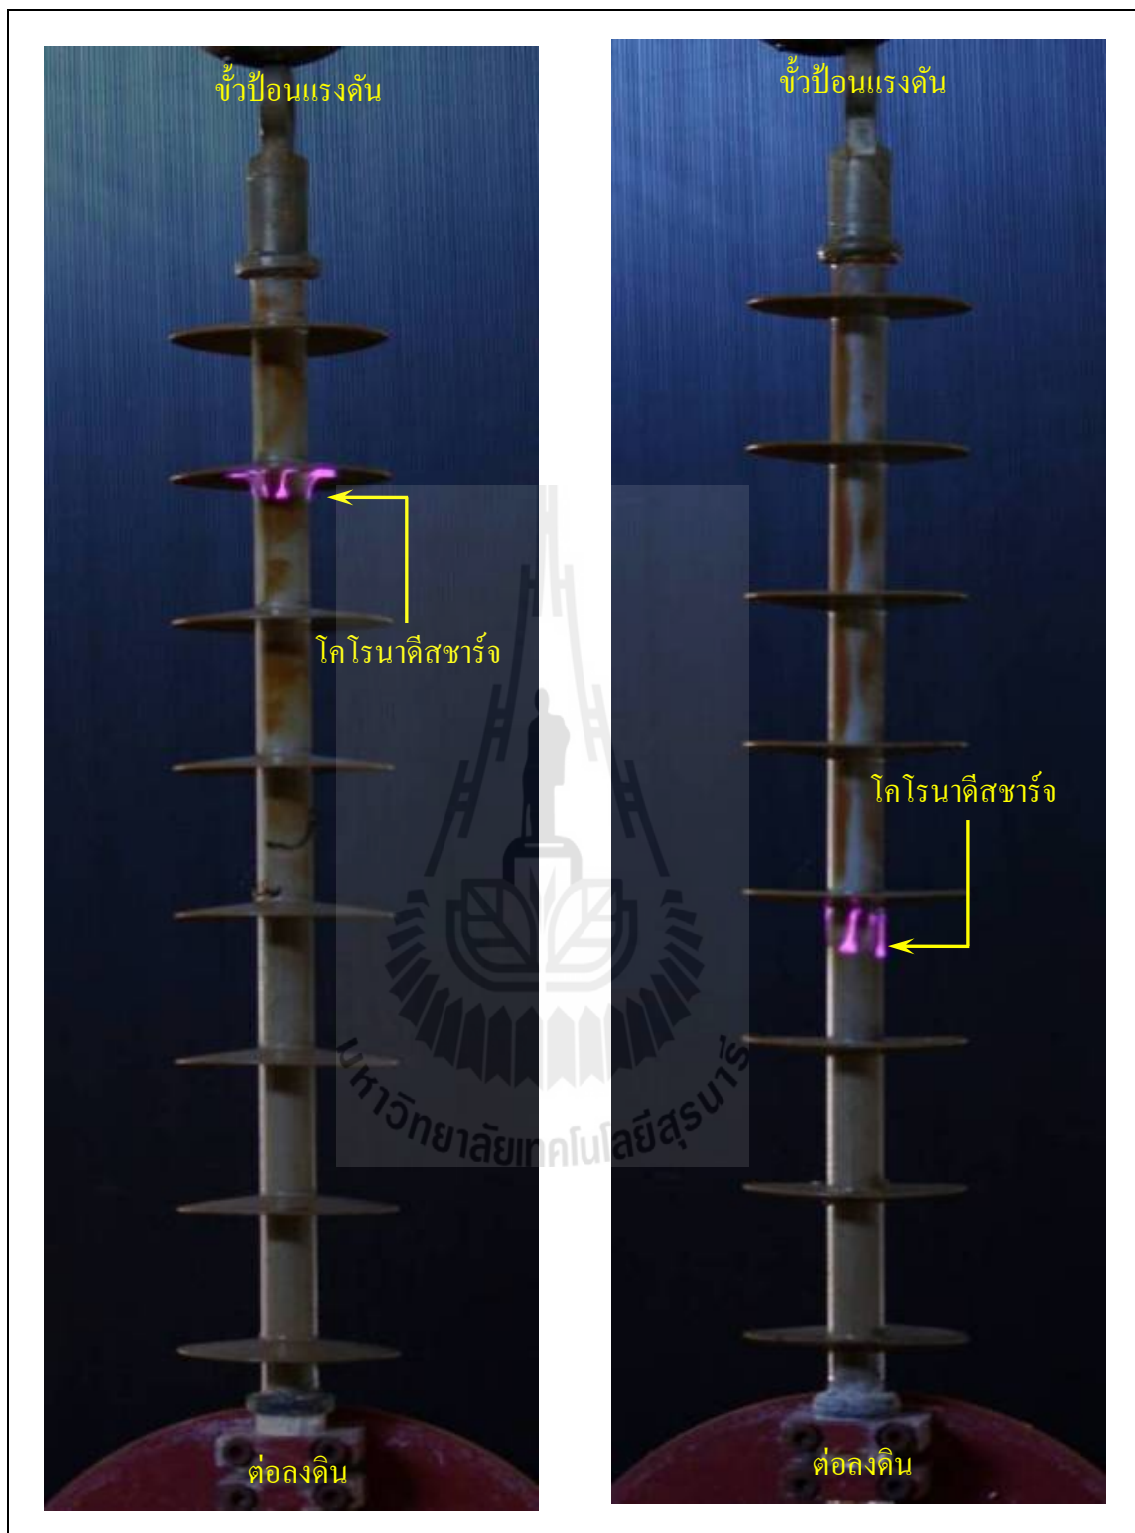 ขั้วป้อนแรงดัน
โคโรนาดีสชาร์จ
ต่อลงดิน
ขั้วป้อนแรงดัน
โคโรนาดีสชาร์จ
ต่อลงดิน
มหาวิทยาลัยเทคโนโลยีสุรนารี